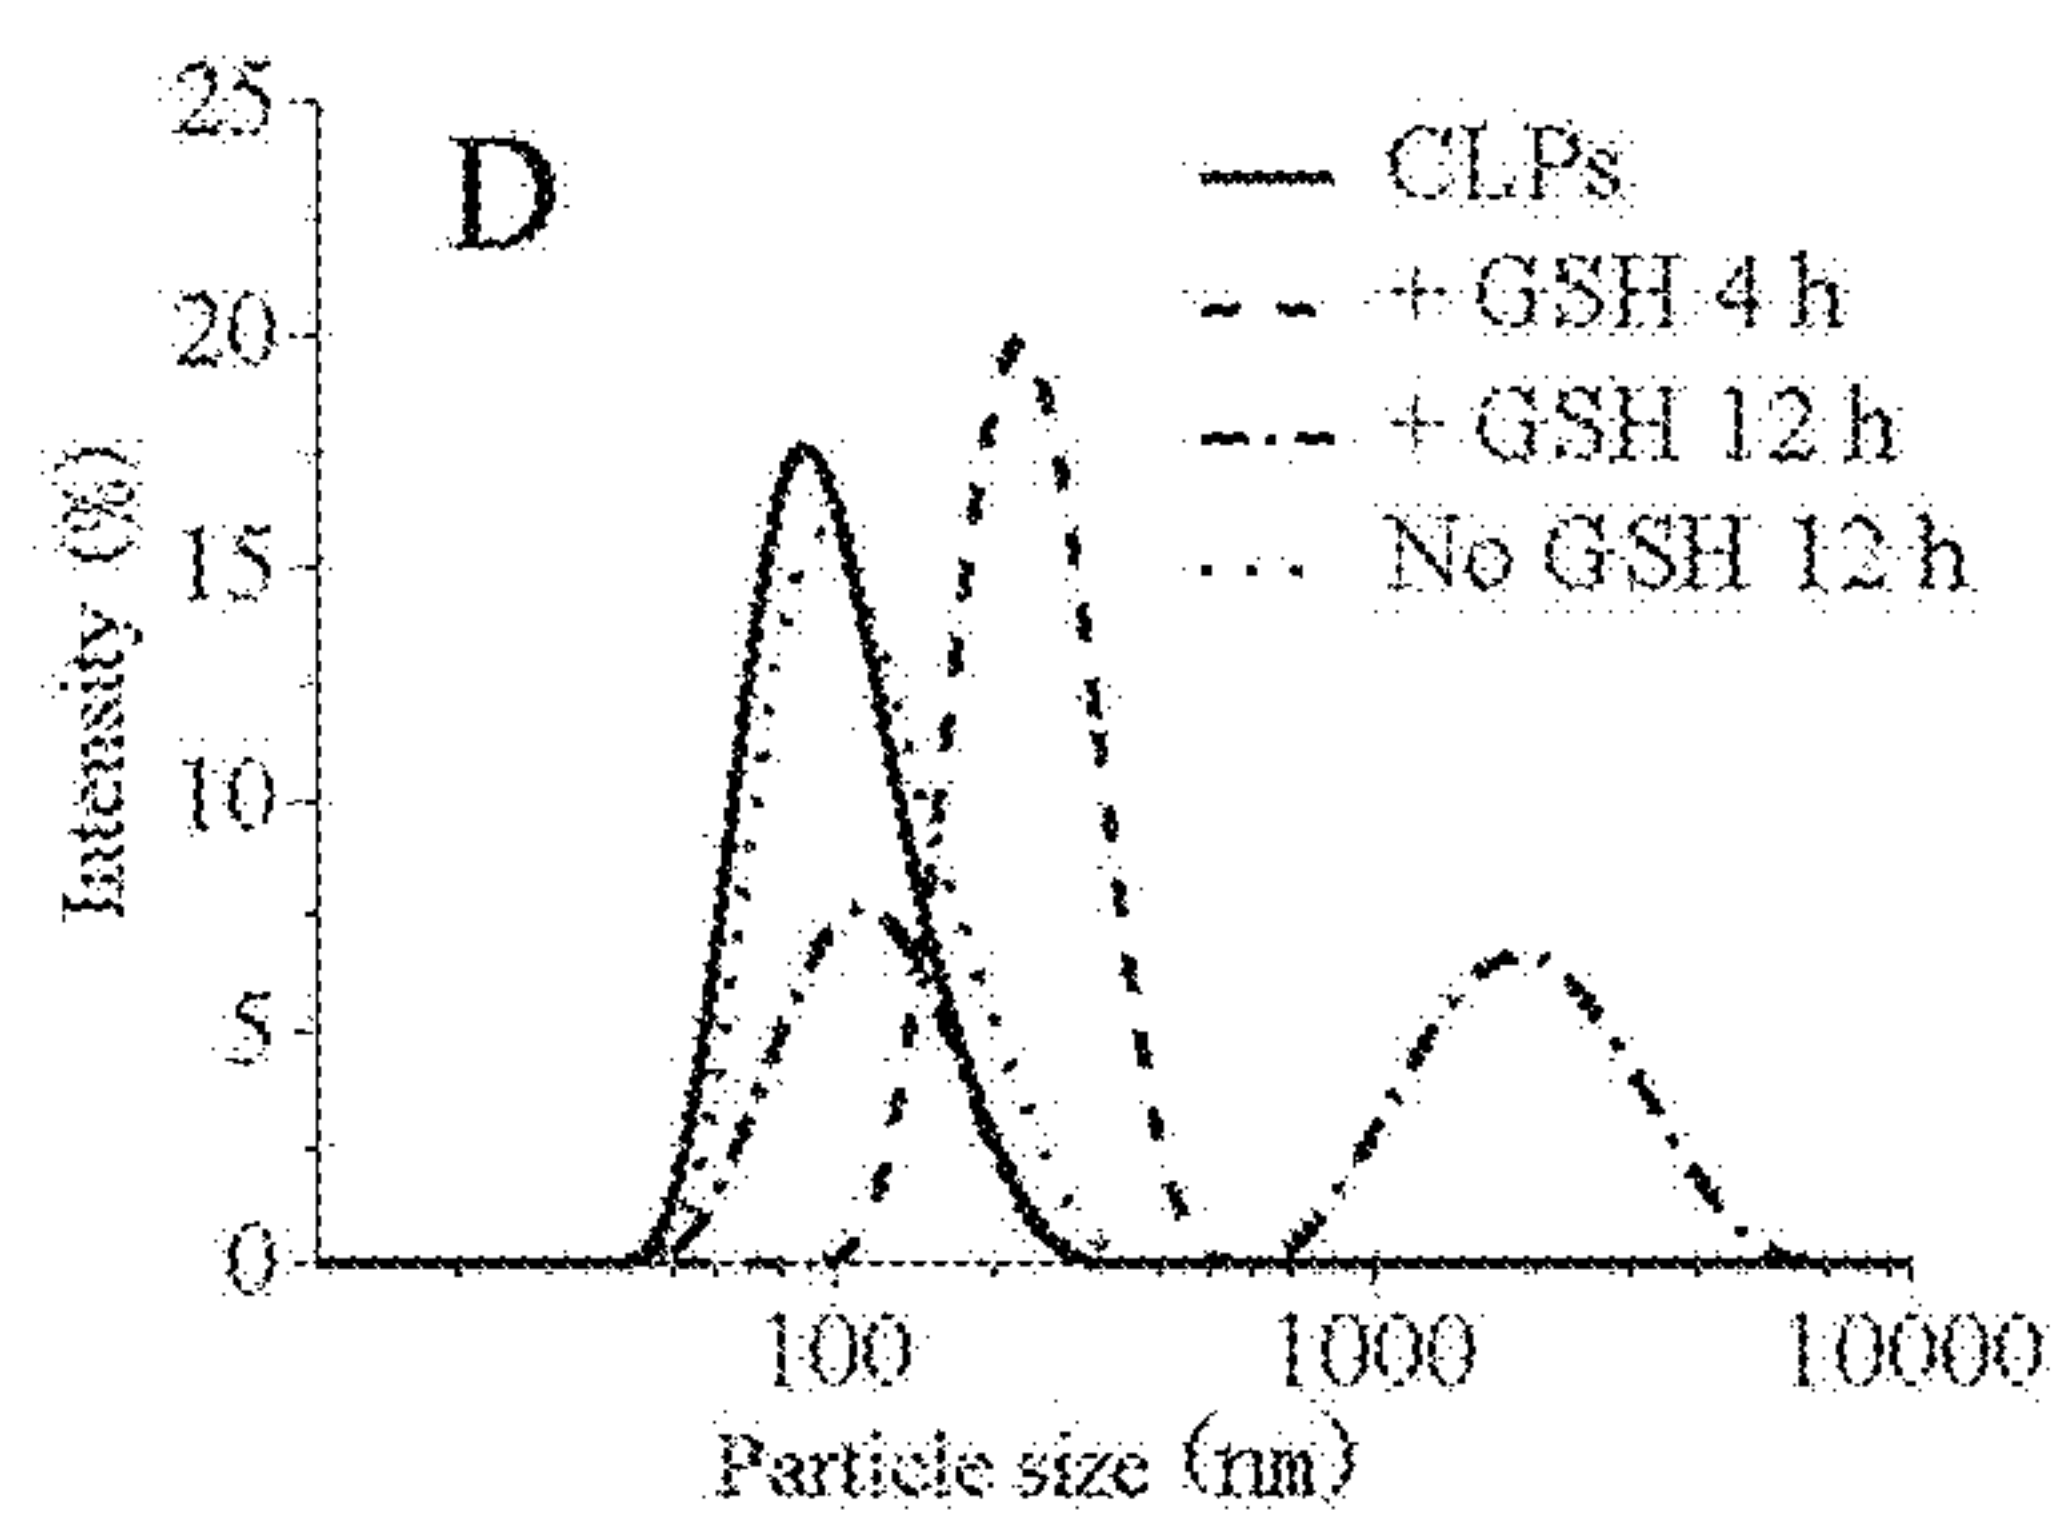 D
CLPs
+ GSH 4 h
+ GSH 12 h
No GSH 12 h
Intensity (%)
25
20
15
10
5
0
100 1000 10000
Particle size (nm)